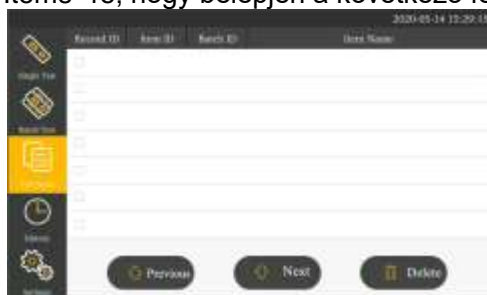 2020-05-14 15:29:15
Record ID Item ID Batch ID Item Name
Single Test
Batch Test
History
Settings
Previous Next Delete